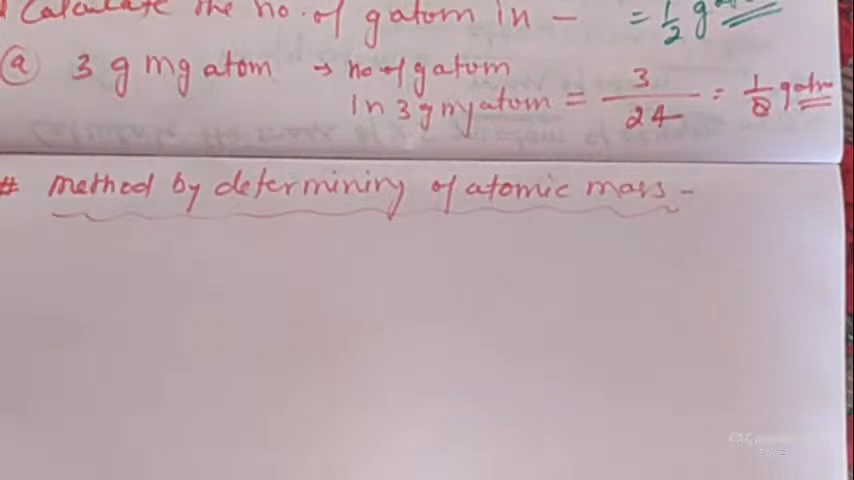 Calculate the no. of g atom in - = 1/2 g
(a) 3 g mg atom → no of g atom
in 3 g mg atom = 3/24 = 1/8 g atm
# method by determining of atomic mass -